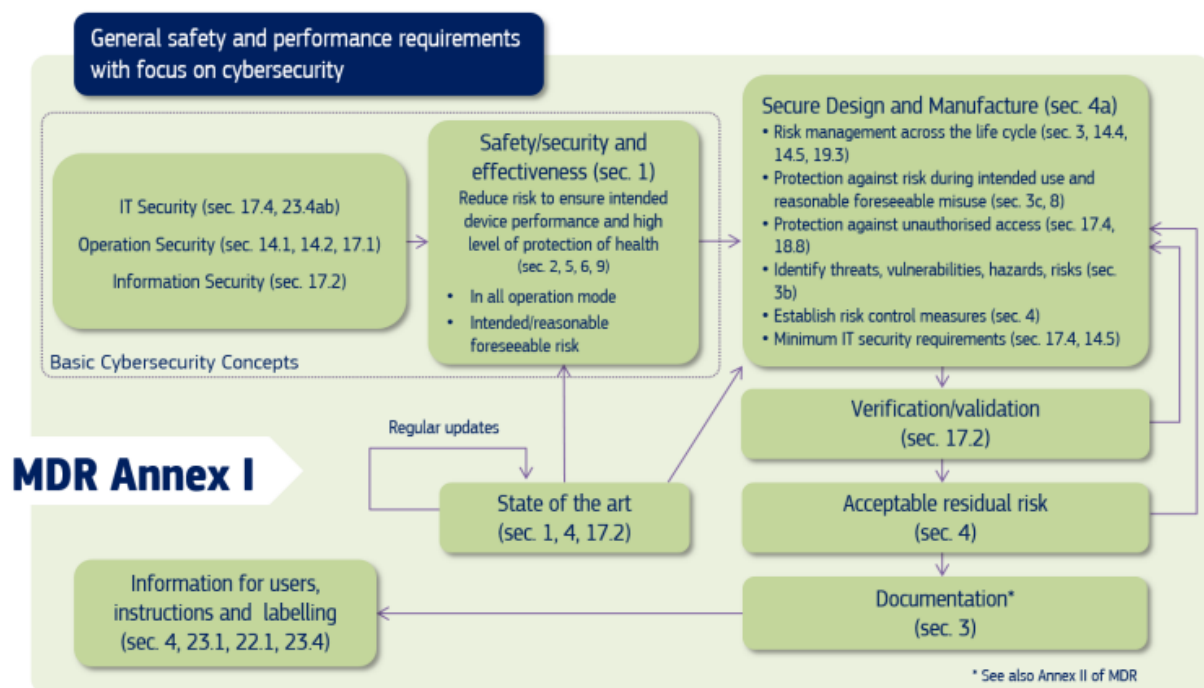 General safety and performance requirements
with focus on cybersecurity
IT Security (sec. 17.4, 23.4ab)
Operation Security (sec. 14.1, 14.2, 17.1)
Information Security (sec. 17.2)
Basic Cybersecurity Concepts
Safety/security and
effectiveness (sec. 1)
Reduce risk to ensure intended
device performance and high
level of protection of health
(sec. 2, 5, 6, 9)
• In all operation mode
• Intended/reasonable
foreseeable risk
Secure Design and Manufacture (sec. 4a)
• Risk management across the life cycle (sec. 3, 14.4,
14.5, 19.3)
• Protection against risk during intended use and
reasonable foreseeable misuse (sec. 3c, 8)
• Protection against unauthorised access (sec. 17.4,
18.8)
• Identify threats, vulnerabilities, hazards, risks (sec.
3b)
• Establish risk control measures (sec. 4)
• Minimum IT security requirements (sec. 17.4, 14.5)
Verification/validation
(sec. 17.2)
Regular updates
MDR Annex I
State of the art
(sec. 1, 4, 17.2)
Acceptable residual risk
(sec. 4)
Information for users,
instructions and labelling
(sec. 4, 23.1, 22.1, 23.4)
Documentation*
(sec. 3)
* See also Annex II of MDR